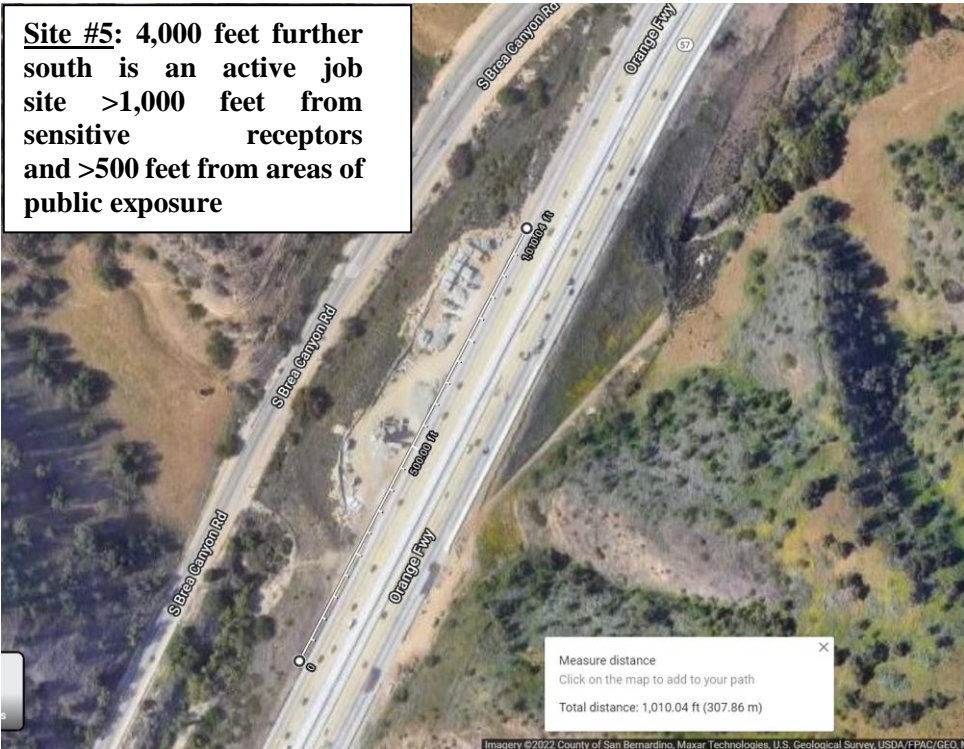 Site #5: 4,000 feet further
south is an active job
site >1,000 feet from
sensitive receptors
and >500 feet from areas of
public exposure
S Brea Canyon Rd
Orange Fwy
57
1,010.04 ft
S Brea Canyon Rd
500.00 ft
S Brea Canyon Rd
Orange Fwy
0
s
Measure distance
Click on the map to add to your path
Total distance: 1,010.04 ft (307.86 m)
Imagery ©2022 County of San Bernardino, Maxar Technologies, U.S. Geological Survey, USDA/FPAC/GEO,